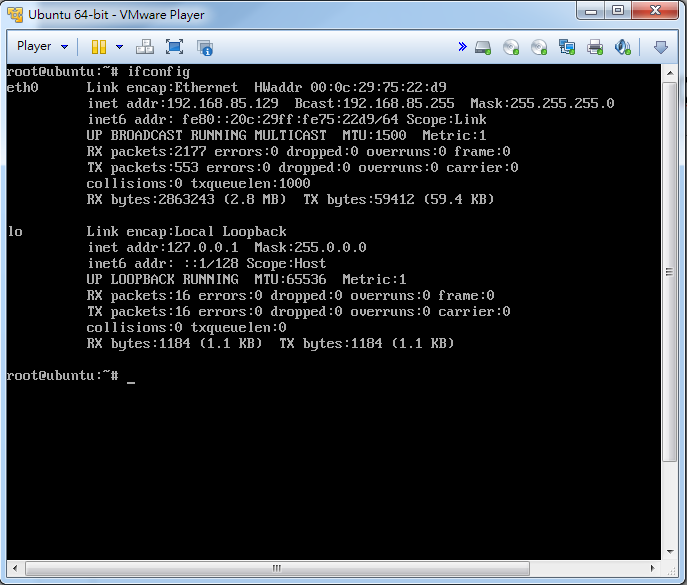 Ubuntu 64-bit - VMware Player
Player
root@ubuntu:~# ifconfig
eth0 Link encap:Ethernet HWaddr 00:0c:29:75:22:d9
inet addr:192.168.85.129 Bcast:192.168.85.255 Mask:255.255.255.0
inet6 addr: fe80::20c:29ff:fe75:22d9/64 Scope:Link
UP BROADCAST RUNNING MULTICAST MTU:1500 Metric:1
RX packets:2177 errors:0 dropped:0 overruns:0 frame:0
TX packets:553 errors:0 dropped:0 overruns:0 carrier:0
collisions:0 txqueuelen:1000
RX bytes:2863243 (2.8 MB) TX bytes:59412 (59.4 KB)
lo Link encap:Local Loopback
inet addr:127.0.0.1 Mask:255.0.0.0
inet6 addr: ::1/128 Scope:Host
UP LOOPBACK RUNNING MTU:65536 Metric:1
RX packets:16 errors:0 dropped:0 overruns:0 frame:0
TX packets:16 errors:0 dropped:0 overruns:0 carrier:0
collisions:0 txqueuelen:0
RX bytes:1184 (1.1 KB) TX bytes:1184 (1.1 KB)
root@ubuntu:~# _